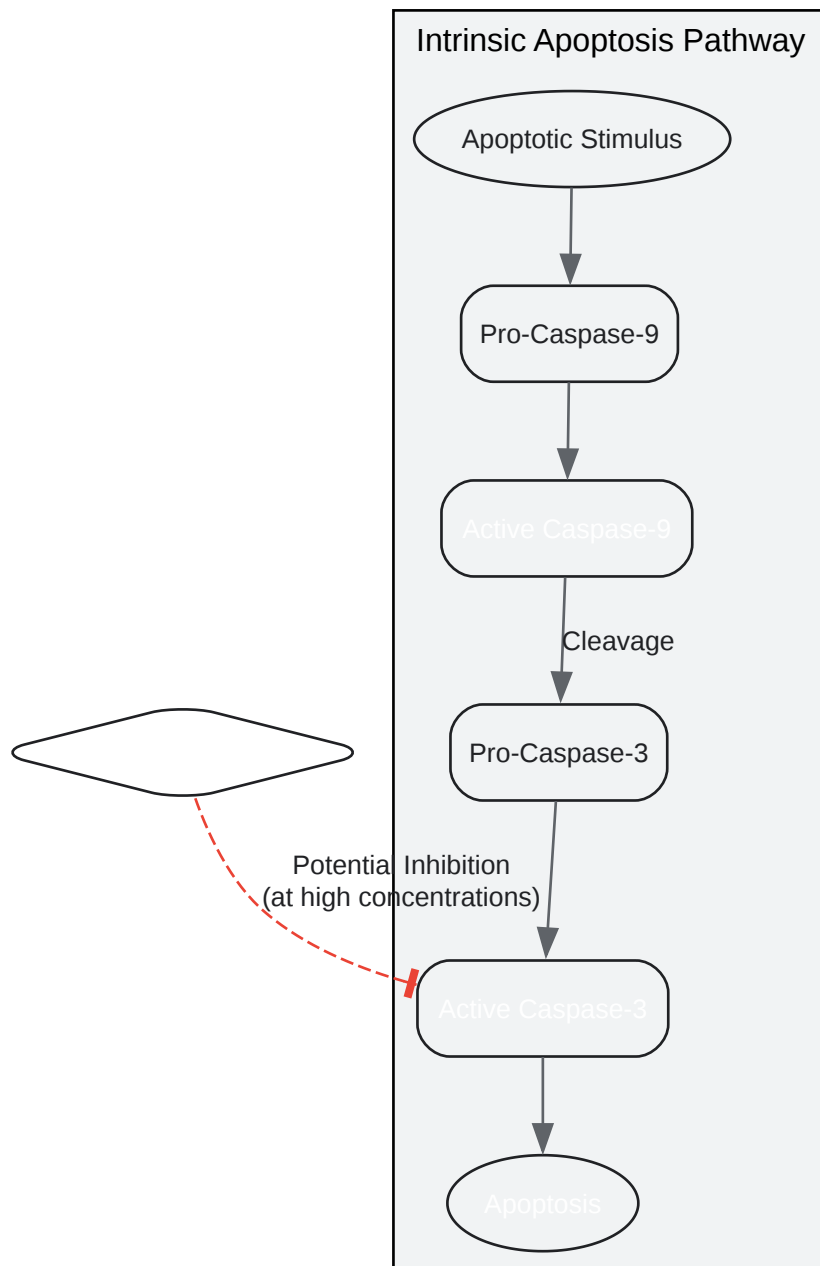 Intrinsic Apoptosis Pathway
Apoptotic Stimulus
Pro-Caspase-9
Active Caspase-9
Cleavage
Pro-Caspase-3
Potential Inhibition
(at high concentrations)
Active Caspase-3
Apoptosis